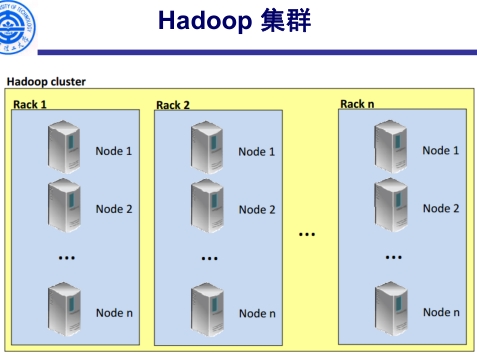 Hadoop 集群
Hadoop cluster
Rack 1
Node 1
Node 2
...
Node n
Rack 2
Node 1
Node 2
...
Node n
...
Rack n
Node 1
Node 2
...
Node n